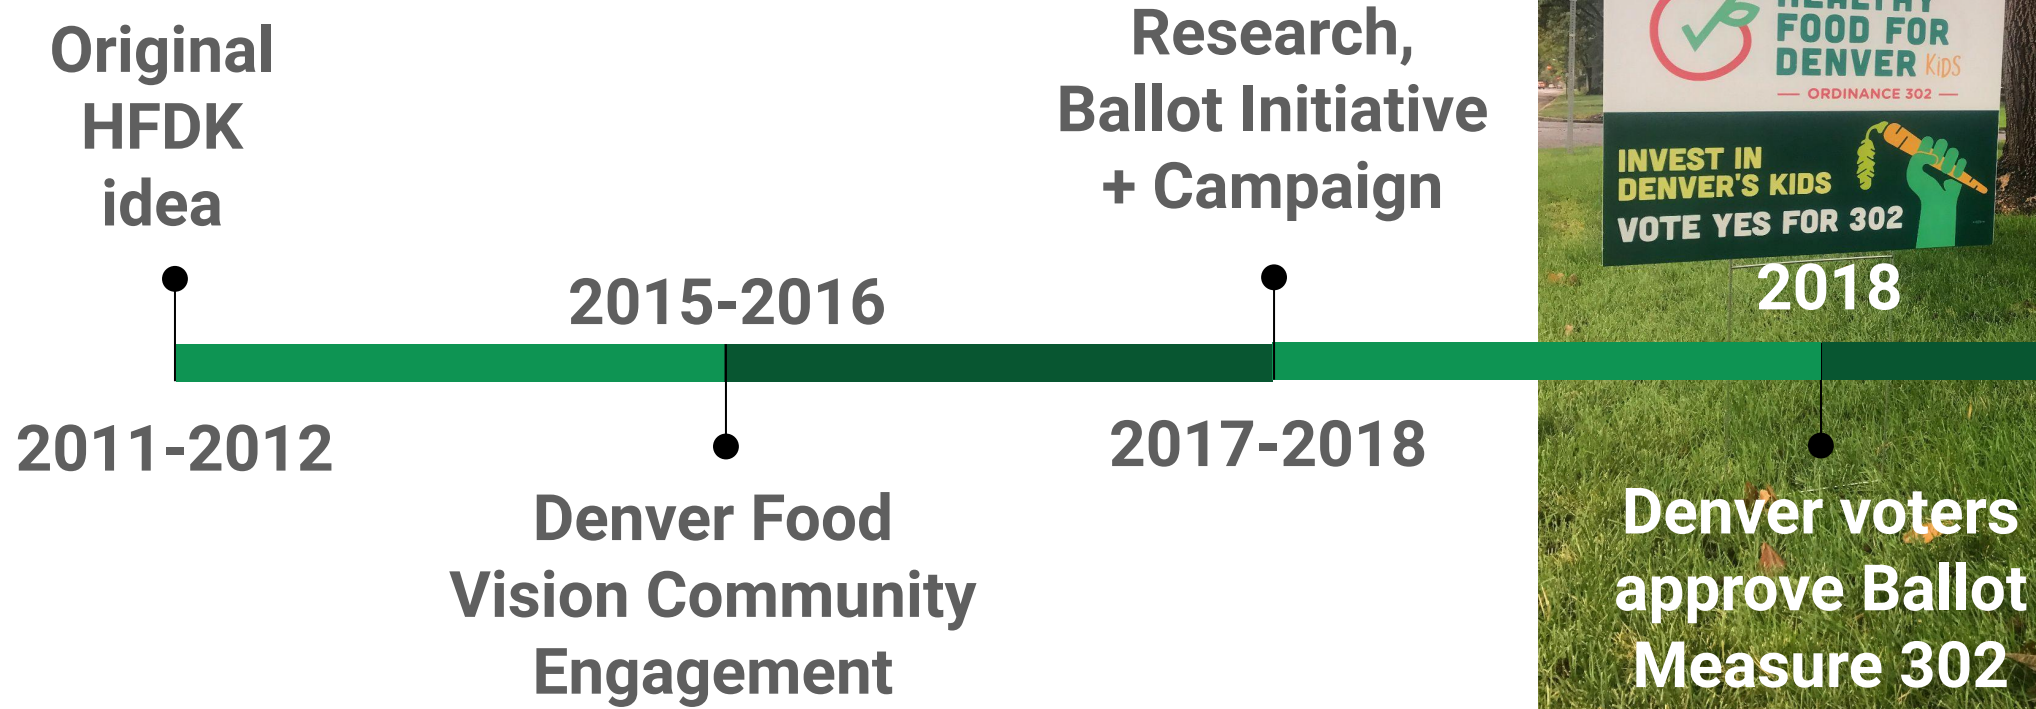 Original
HFDK
idea
2011-2012
2015-2016
Denver Food
Vision Community
Engagement
Research,
Ballot Initiative
+ Campaign
2017-2018
HEALTHY
FOOD FOR
DENVER KiDS
ORDINANCE 302
INVEST IN
DENVER'S KIDS
VOTE YES FOR 302
2018
Denver voters
approve Ballot
Measure 302